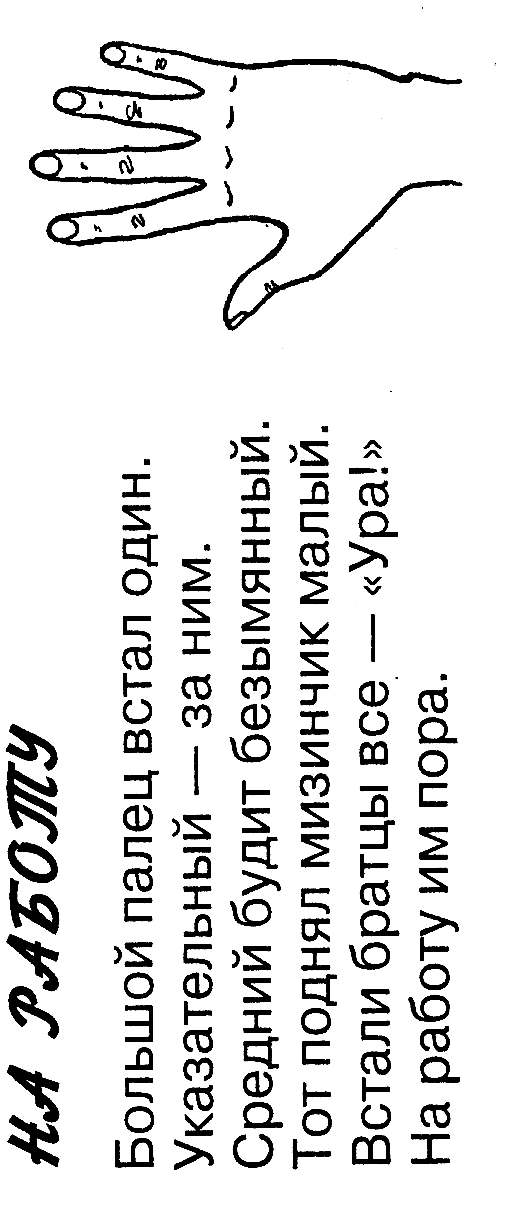 НА РАБОТУ
Большой палец встал один.
Указательный — за ним.
Средний будит безымянный.
Тот поднял мизинчик малый.
Встали братцы все — «Ура!»
На работу им пора.